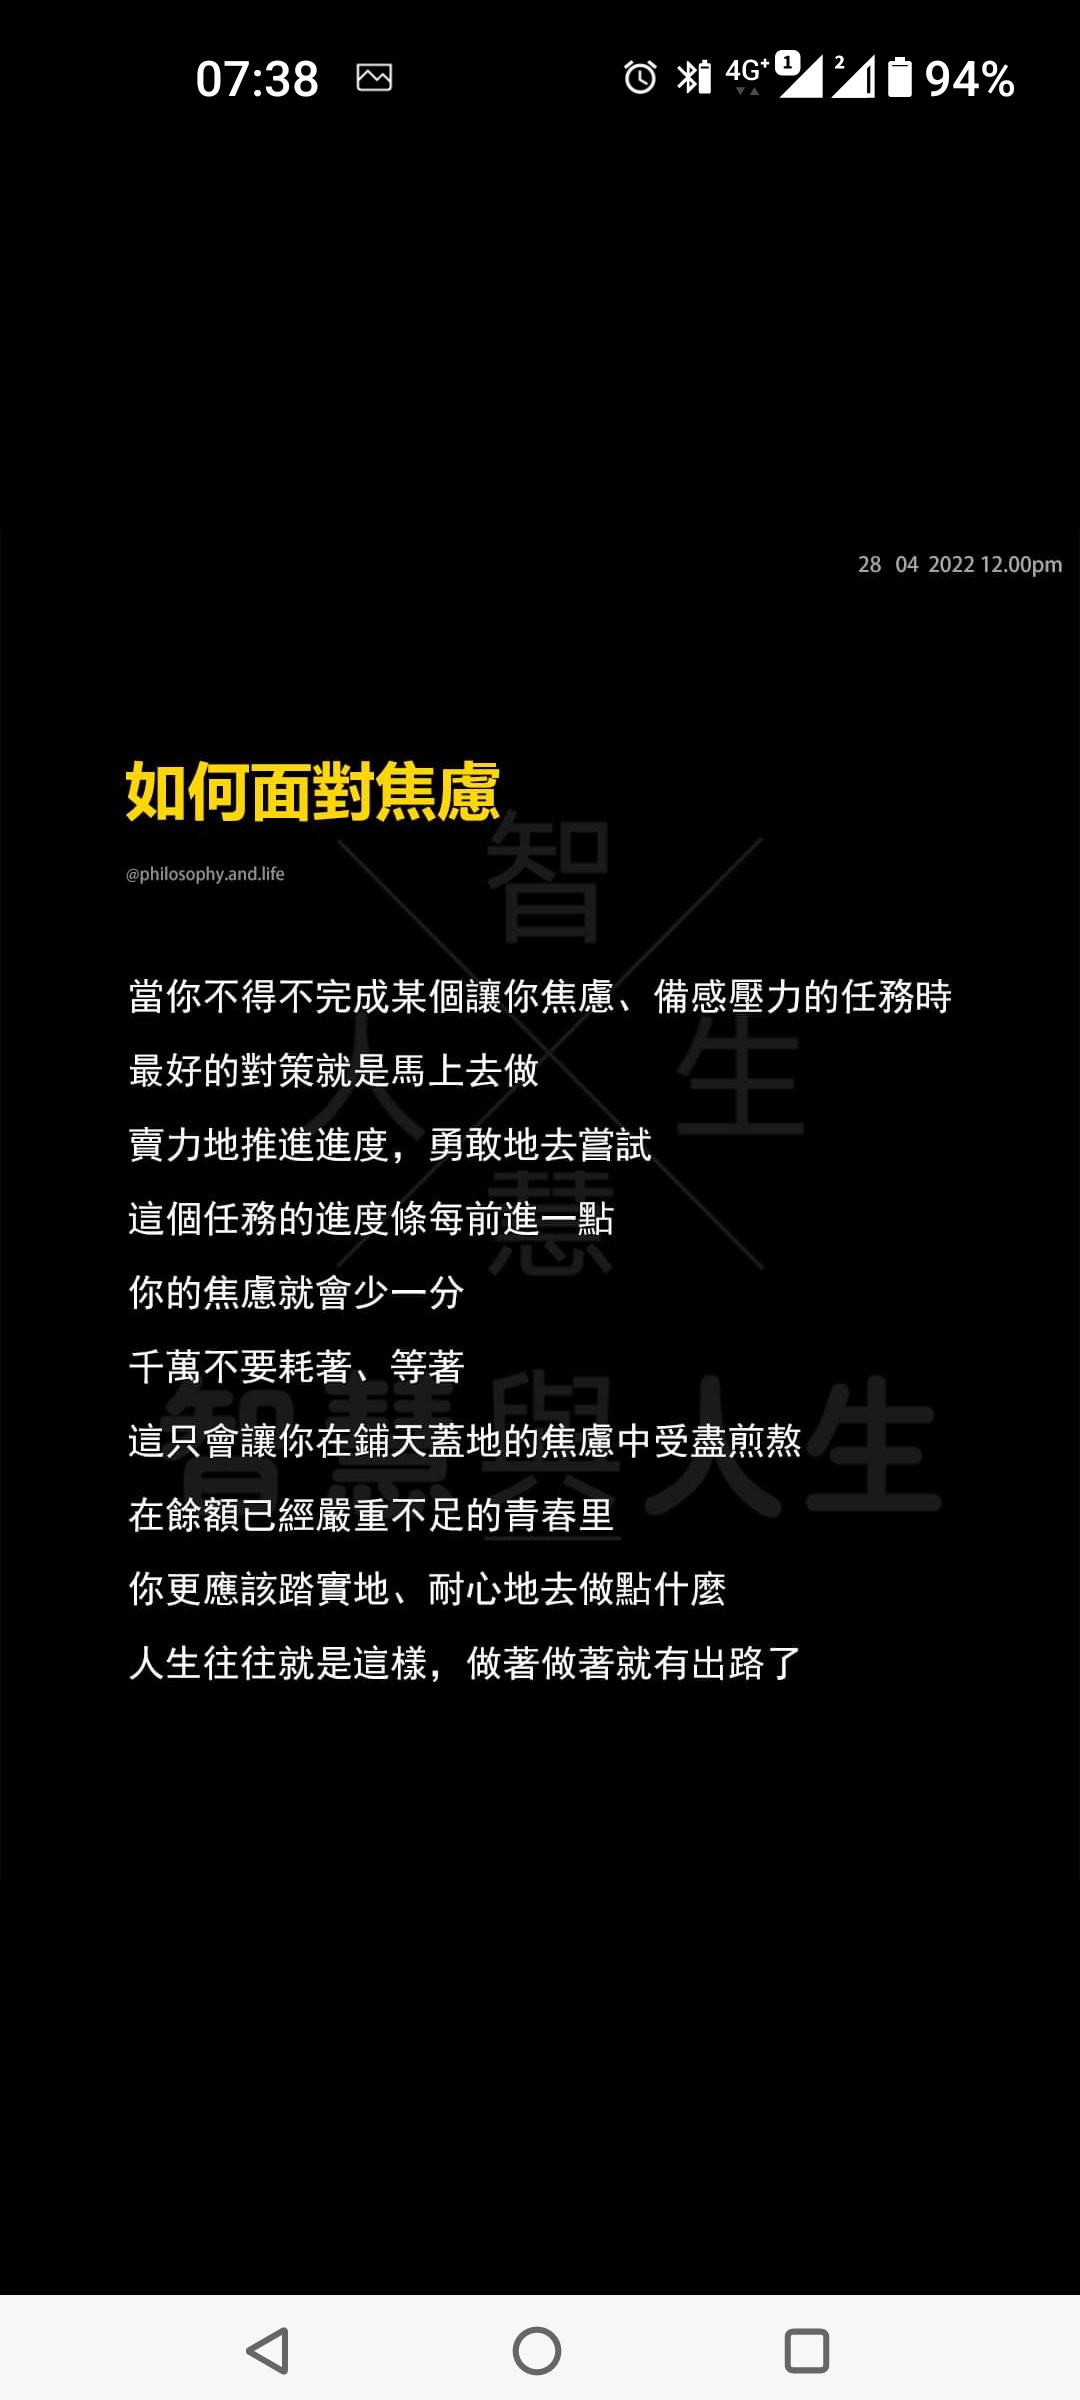 07:38
4G+ 1 2 94%
28 04 2022 12.00pm
如何面對焦慮
@philosophy.and.life
當你不得不完成某個讓你焦慮、備感壓力的任務時
最好的對策就是馬上去做
賣力地推進進度，勇敢地去嘗試
這個任務的進度條每前進一點
你的焦慮就會少一分
千萬不要耗著、等著
這只會讓你在鋪天蓋地的焦慮中受盡煎熬
在餘額已經嚴重不足的青春里
你更應該踏實地、耐心地去做點什麼
人生往往就是這樣，做著做著就有出路了
智
人 生
慧
智慧與人生